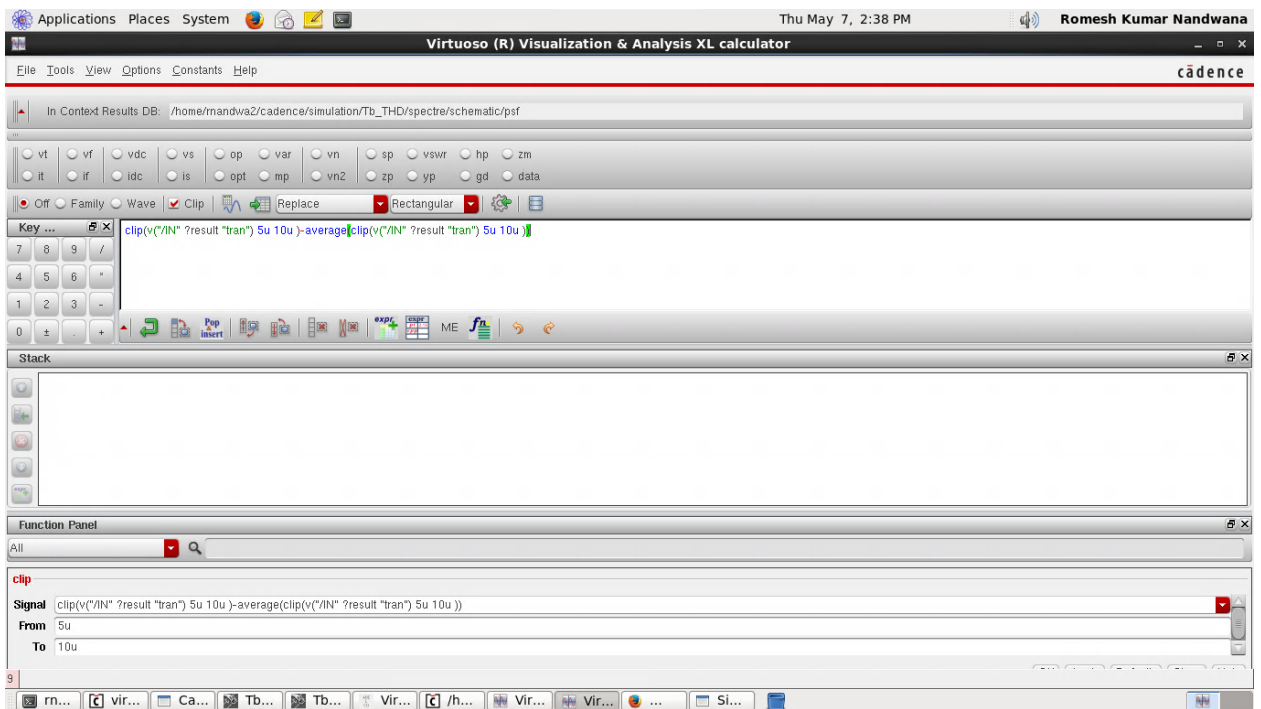 Applications Places System Thu May 7, 2:38 PM Romesh Kumar Nandwana
Virtuoso (R) Visualization & Analysis XL calculator
File Tools View Options Constants Help cādence
In Context Results DB: /home/rnandwa2/cadence/simulation/Tb_THD/spectre/schematic/psf
vt vf vdc vs op var vn sp vswr hp zm
it if idc is opt mp vn2 zp yp gd data
Off Family Wave Clip Replace Rectangular
Key ...
clip(v("/IN" ?result "tran") 5u 10u )-average(clip(v("/IN" ?result "tran") 5u 10u ))
7 8 9 /
4 5 6 *
1 2 3 -
0 ± . +
Pop insert expr expr ME fn
Stack
Function Panel
All
clip
Signal clip(v("/IN" ?result "tran") 5u 10u )-average(clip(v("/IN" ?result "tran") 5u 10u ))
From 5u
To 10u
9
rn... vir... Ca... Tb... Tb... Vir... /h... Vir... Vir... ... Si...